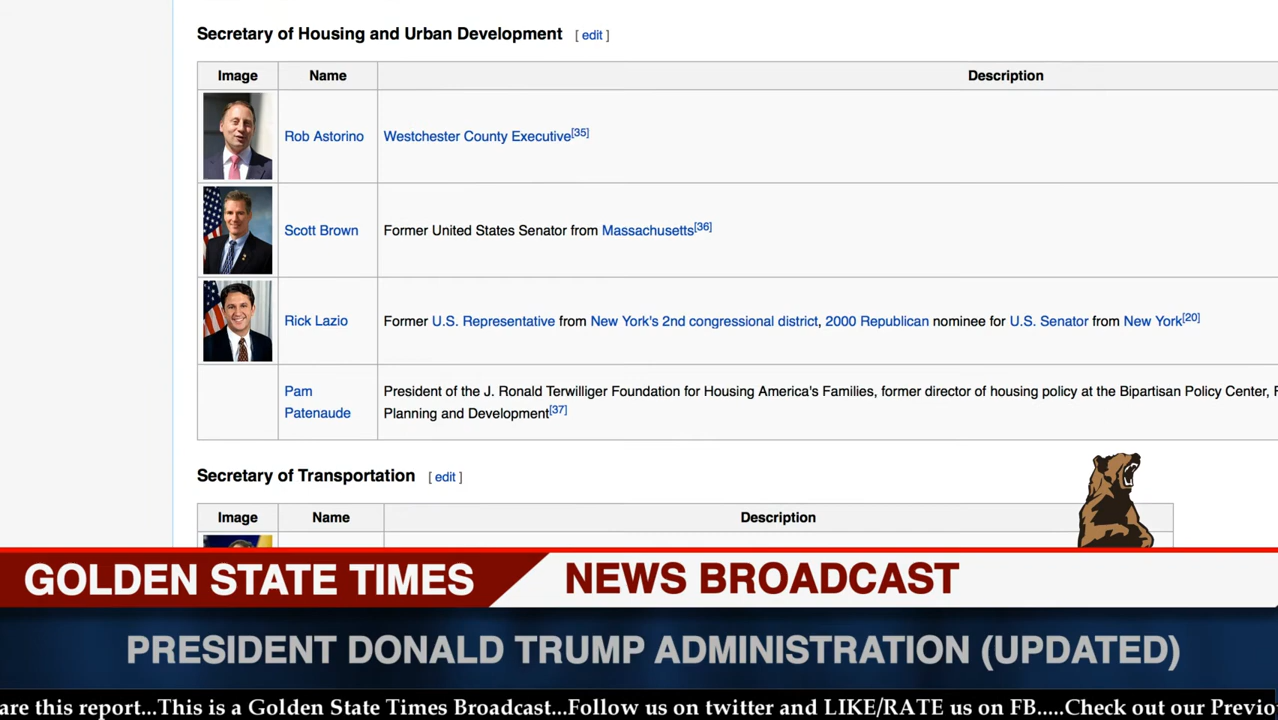 Secretary of Housing and Urban Development [ edit ]
Image Name Description
Rob Astorino Westchester County Executive[35]
Scott Brown Former United States Senator from Massachusetts[36]
Rick Lazio Former U.S. Representative from New York's 2nd congressional district, 2000 Republican nominee for U.S. Senator from New York[20]
Pam Patenaude
President of the J. Ronald Terwilliger Foundation for Housing America's Families, former director of housing policy at the Bipartisan Policy Center, F
Planning and Development[37]
Secretary of Transportation [ edit ]
Image Name Description
GOLDEN STATE TIMES NEWS BROADCAST
PRESIDENT DONALD TRUMP ADMINISTRATION (UPDATED)
are this report...This is a Golden State Times Broadcast...Follow us on twitter and LIKE/RATE us on FB.....Check out our Previo